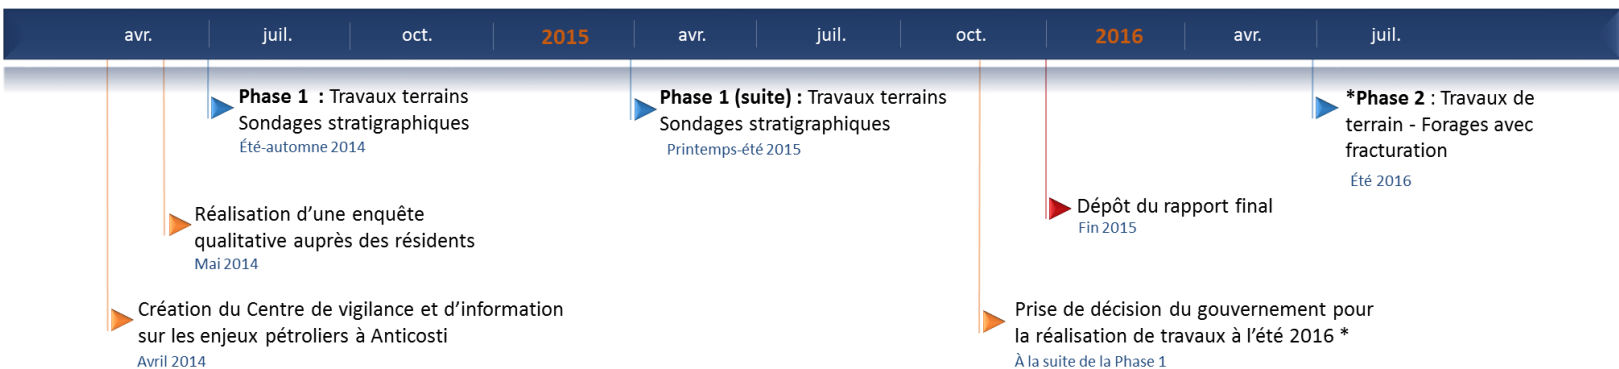 avr. juil. oct. 2015 avr. juil. oct. 2016 avr. juil.
Phase 1 : Travaux terrains
Sondages stratigraphiques
Été-automne 2014
Phase 1 (suite) : Travaux terrains
Sondages stratigraphiques
Printemps-été 2015
*Phase 2 : Travaux de
terrain - Forages avec
fracturation
Été 2016
Réalisation d’une enquête
qualitative auprès des résidents
Mai 2014
Dépôt du rapport final
Fin 2015
Création du Centre de vigilance et d’information
sur les enjeux pétroliers à Anticosti
Avril 2014
Prise de décision du gouvernement pour
la réalisation de travaux à l’été 2016 *
À la suite de la Phase 1